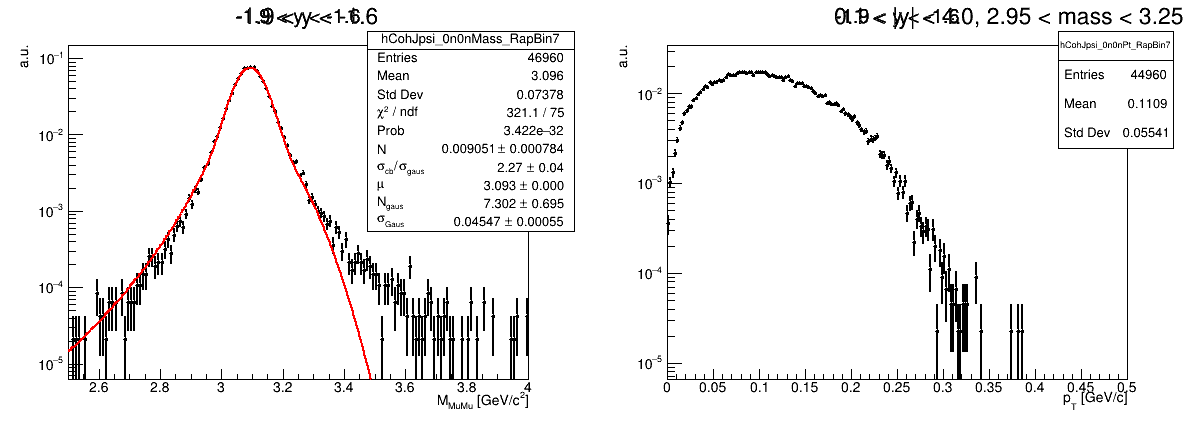 a.u.
hCohJpsi_0n0nMass_RapBin7
Entries 46960
Mean 3.096
Std Dev 0.07378
χ² / ndf 321.1 / 75
Prob 3.422e-32
N 0.009051 ± 0.000784
σcb/σgaus 2.27 ± 0.04
μ 3.093 ± 0.000
Ngaus 7.302 ± 0.695
σGaus 0.04547 ± 0.00055
10⁻¹
10⁻²
10⁻³
10⁻⁴
10⁻⁵
2.6 2.8 3 3.2 3.4 3.6 3.8 4
MMuMu [GeV/c²]
, 2.95 < mass < 3.25
a.u.
hCohJpsi_0n0nPt_RapBin7
Entries 44960
Mean 0.1109
Std Dev 0.05541
10⁻²
10⁻³
10⁻⁴
10⁻⁵
0 0.05 0.1 0.15 0.2 0.25 0.3 0.35 0.4 0.45 0.5
pT [GeV/c]